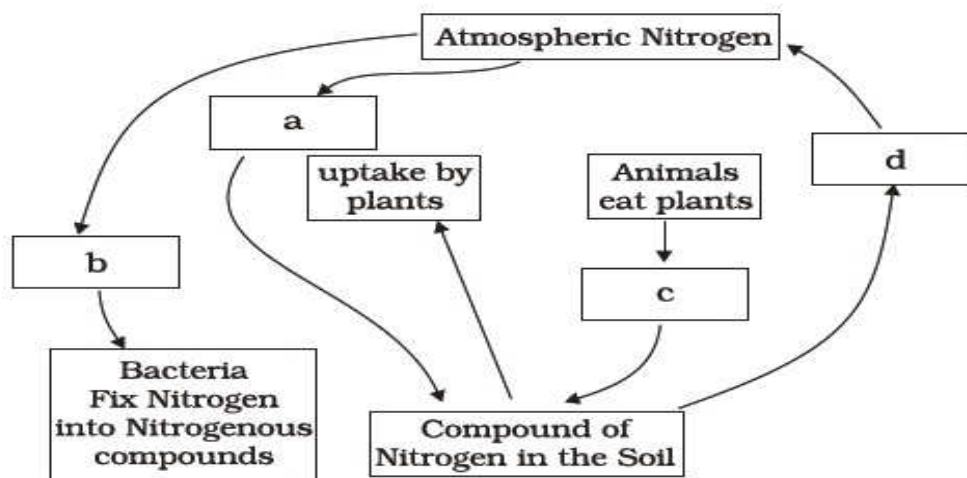 Atmospheric Nitrogen
a
uptake by
plants
Animals
eat plants
d
b
c
Bacteria
Fix Nitrogen
into Nitrogenous
compounds
Compound of
Nitrogen in the Soil